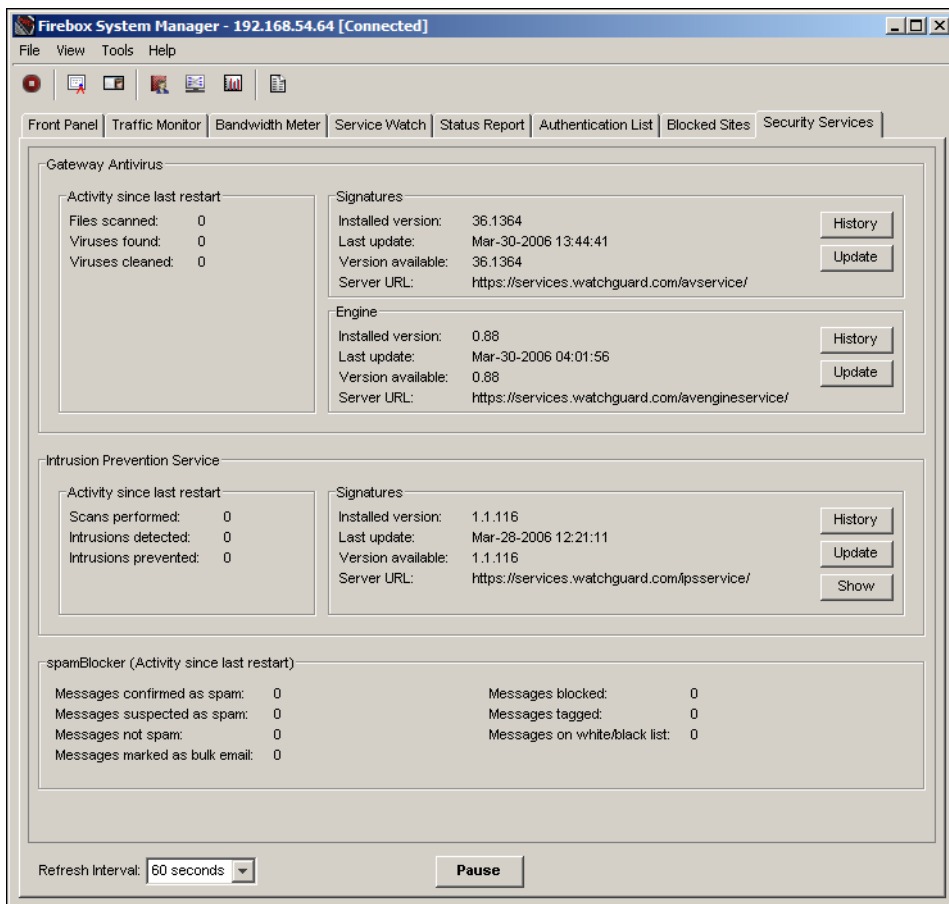 Firebox System Manager - 192.168.54.64 [Connected]
File View Tools Help
Front Panel Traffic Monitor Bandwidth Meter Service Watch Status Report Authentication List Blocked Sites Security Services
Gateway Antivirus
Activity since last restart
Files scanned: 0
Viruses found: 0
Viruses cleaned: 0
Signatures
Installed version: 36.1364
Last update: Mar-30-2006 13:44:41
Version available: 36.1364
Server URL: https://services.watchguard.com/avservice/
History
Update
Engine
Installed version: 0.88
Last update: Mar-30-2006 04:01:56
Version available: 0.88
Server URL: https://services.watchguard.com/avengineservice/
History
Update
Intrusion Prevention Service
Activity since last restart
Scans performed: 0
Intrusions detected: 0
Intrusions prevented: 0
Signatures
Installed version: 1.1.116
Last update: Mar-28-2006 12:21:11
Version available: 1.1.116
Server URL: https://services.watchguard.com/ipsservice/
History
Update
Show
spamBlocker (Activity since last restart)
Messages confirmed as spam: 0
Messages suspected as spam: 0
Messages not spam: 0
Messages marked as bulk email: 0
Messages blocked: 0
Messages tagged: 0
Messages on white/black list: 0
Refresh Interval: 60 seconds
Pause